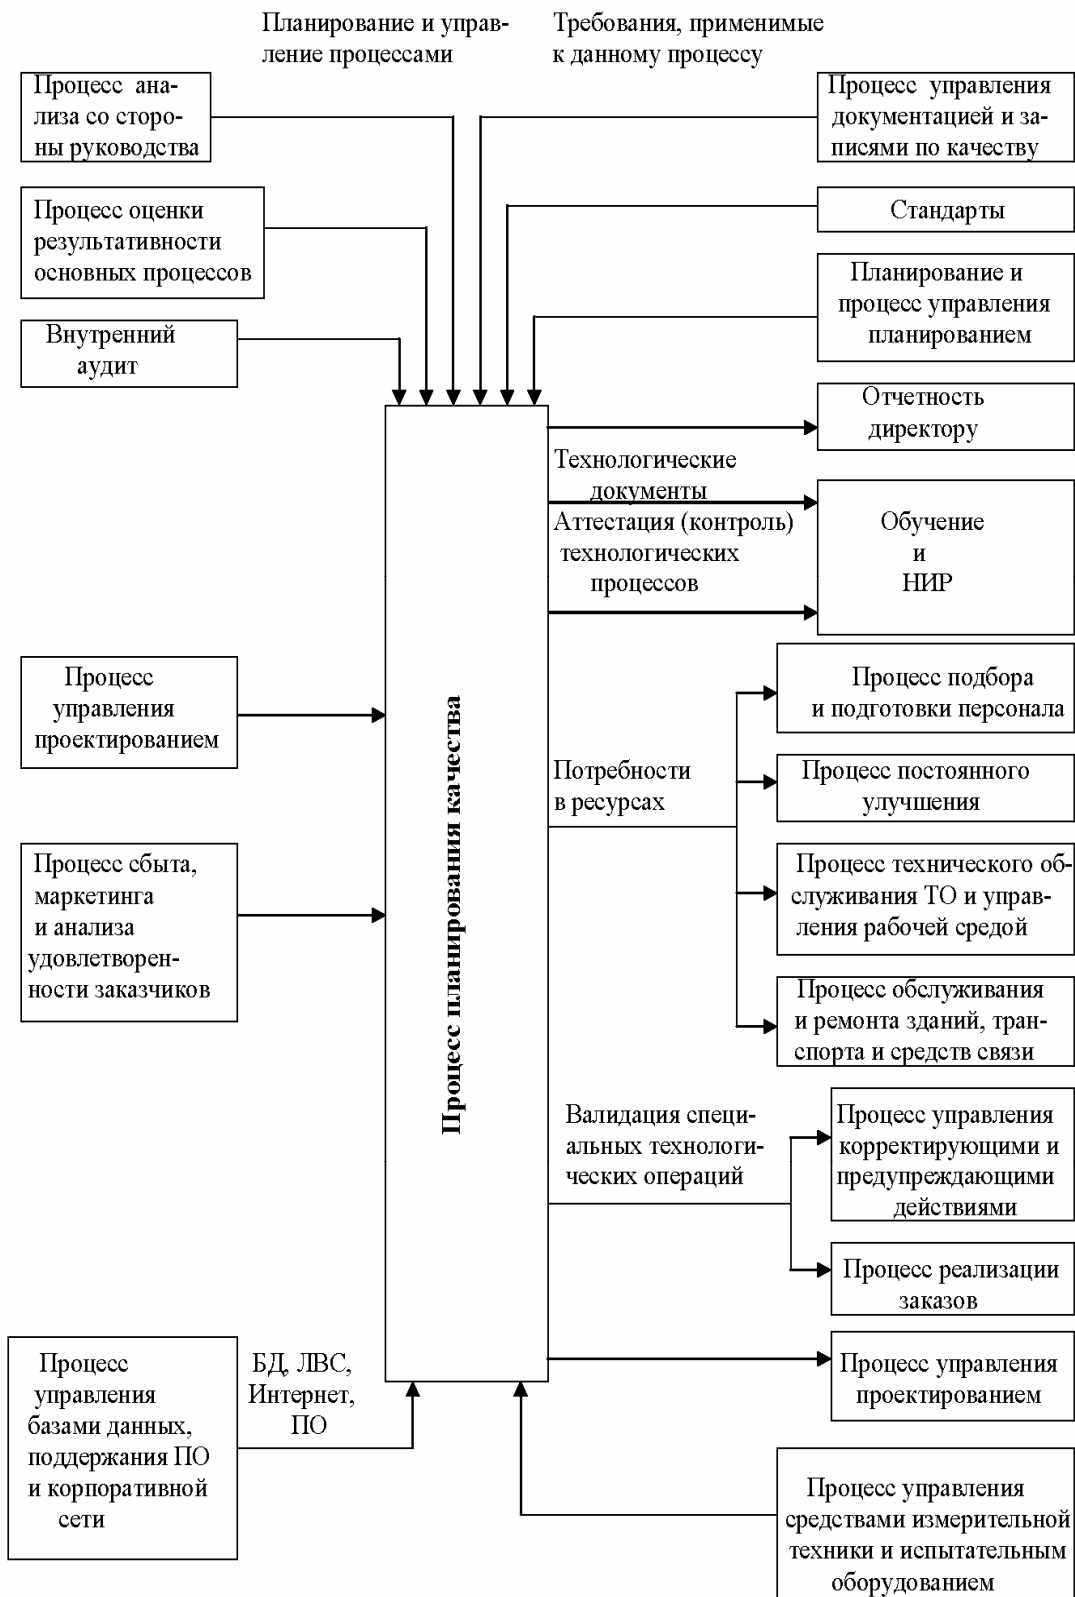 Планирование и управ-
ление процессами
Требования, применимые
к данному процессу
Процесс ана-
лиза со сторо-
ны руководства
Процесс управления
документацией и за-
писями по качеству
Процесс оценки
результативности
основных процессов
Стандарты
Планирование и
процесс управления
планированием
Внутренний
аудит
Отчетность
директору
Технологические
документы
Аттестация (контроль)
технологических
процессов
Обучение
и
НИР
Процесс
управления
проектированием
Процесс планирования качества
Процесс подбора
и подготовки персонала
Потребности
в ресурсах
Процесс постоянного
улучшения
Процесс сбыта,
маркетинга
и анализа
удовлетворен-
ности заказчиков
Процесс технического об-
служивания ТО и управ-
ления рабочей средой
Процесс обслуживания
и ремонта зданий, тран-
спорта и средств связи
Валидация специ-
альных технологи-
ческих операций
Процесс управления
корректирующими и
предупреждающими
действиями
Процесс реализации
заказов
Процесс
управления
базами данных,
поддержания ПО
и корпоративной
сети
БД, ЛВС,
Интернет,
ПО
Процесс управления
проектированием
Процесс управления
средствами измерительной
техники и испытательным
оборудованием